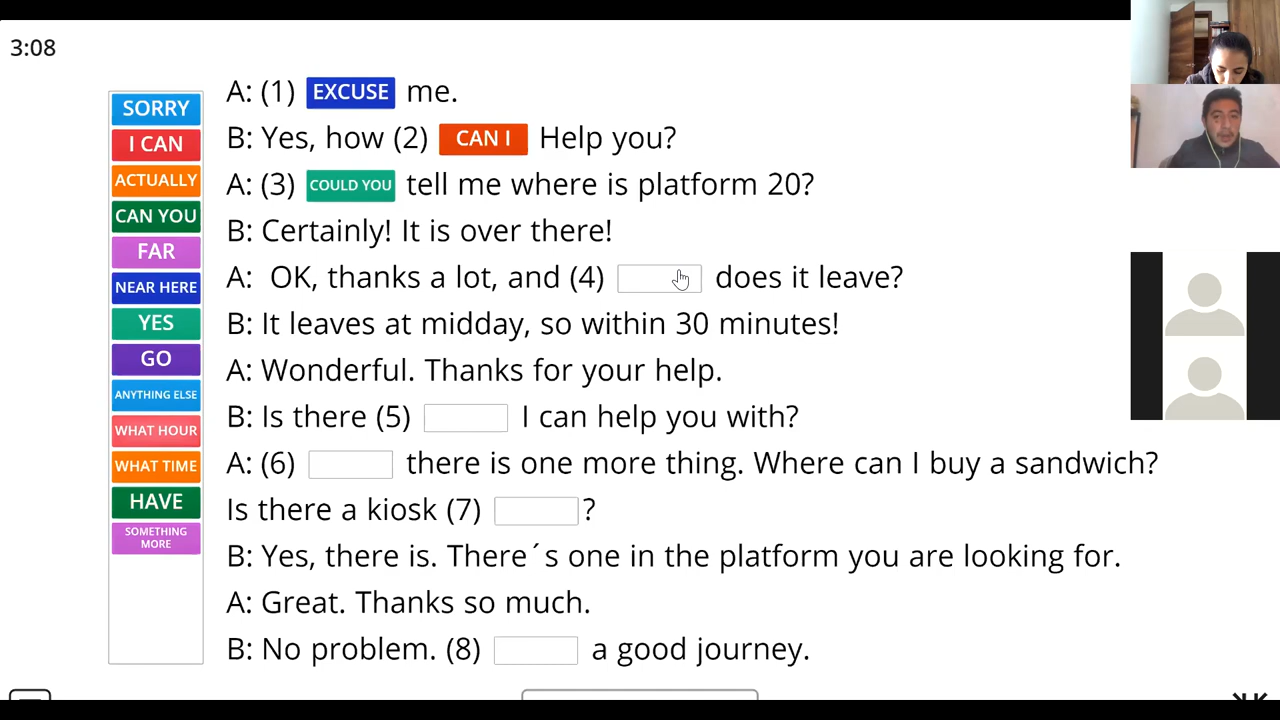 3:08
SORRY
I CAN
ACTUALLY
CAN YOU
FAR
NEAR HERE
YES
GO
ANYTHING ELSE
WHAT HOUR
WHAT TIME
HAVE
SOMETHING
MORE
A: (1) EXCUSE me.
B: Yes, how (2) CAN I Help you?
A: (3) COULD YOU tell me where is platform 20?
B: Certainly! It is over there!
A: OK, thanks a lot, and (4) does it leave?
B: It leaves at midday, so within 30 minutes!
A: Wonderful. Thanks for your help.
B: Is there (5) I can help you with?
A: (6) there is one more thing. Where can I buy a sandwich?
Is there a kiosk (7) ?
B: Yes, there is. There´s one in the platform you are looking for.
A: Great. Thanks so much.
B: No problem. (8) a good journey.